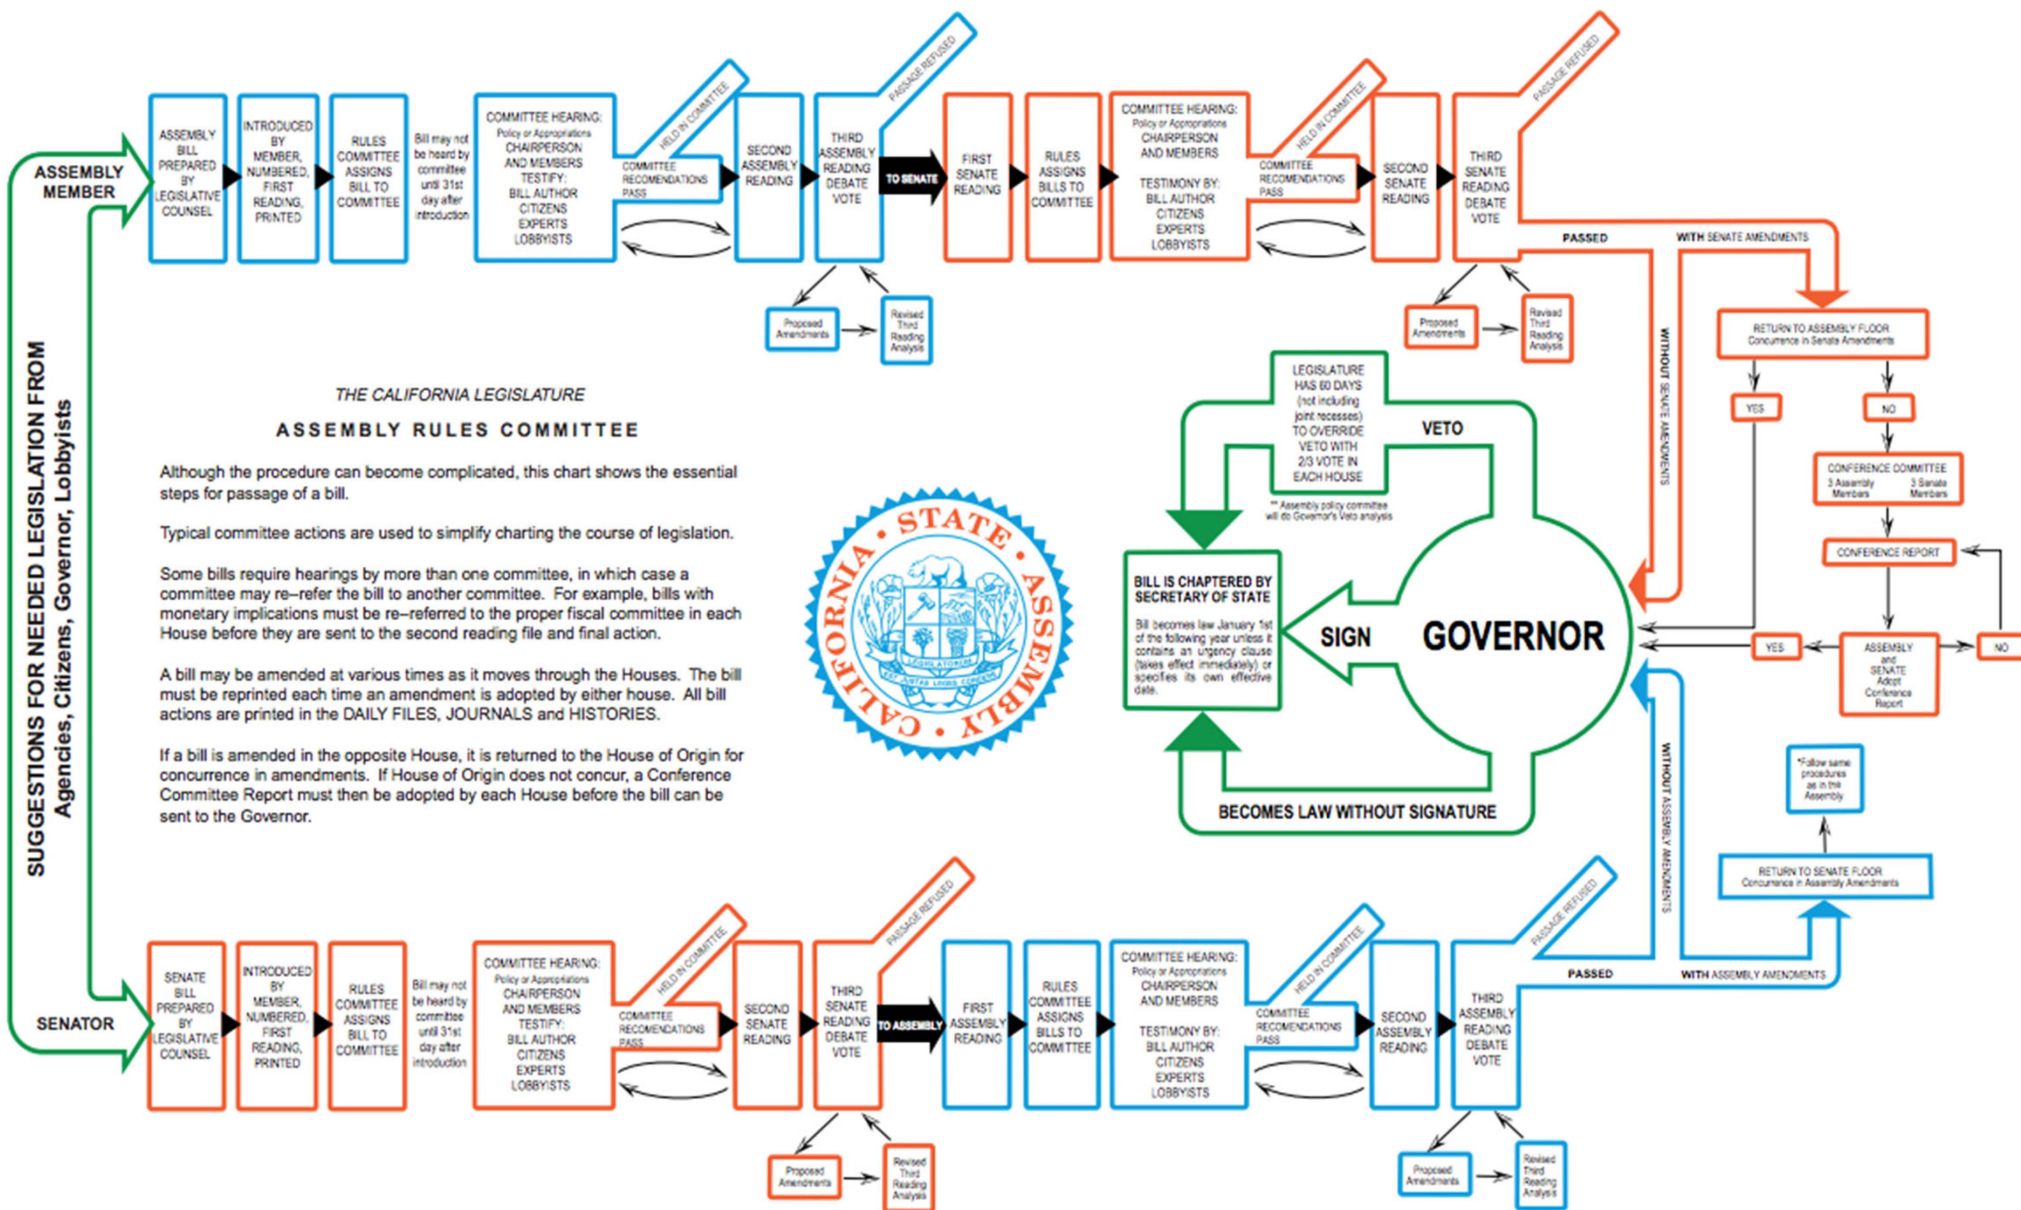 SUGGESTIONS FOR NEEDED LEGISLATION FROM
Agencies, Citizens, Governor, Lobbyists
ASSEMBLY
MEMBER
ASSEMBLY
BILL
PREPARED
BY
LEGISLATIVE
COUNSEL
INTRODUCED
BY
MEMBER,
NUMBERED,
FIRST
READING,
PRINTED
RULES
COMMITTEE
ASSIGNS
BILL TO
COMMITTEE
Bill may not
be heard by
committee
until 31st
day after
introduction
COMMITTEE HEARING:
Policy or Appropriations
CHAIRPERSON
AND MEMBERS
TESTIFY:
BILL AUTHOR
CITIZENS
EXPERTS
LOBBYISTS
HELD IN COMMITTEE
COMMITTEE
RECOMENDATIONS
PASS
SECOND
ASSEMBLY
READING
PASSAGE REFUSED
THIRD
ASSEMBLY
READING
DEBATE
VOTE
Proposed
Amendments
Revised
Third
Reading
Analysis
TO SENATE
FIRST
SENATE
READING
RULES
ASSIGNS
BILLS TO
COMMITTEE
COMMITTEE HEARING:
Policy or Appropriations
CHAIRPERSON
AND MEMBERS
TESTIMONY BY:
BILL AUTHOR
CITIZENS
EXPERTS
LOBBYISTS
HELD IN COMMITTEE
COMMITTEE
RECOMENDATIONS
PASS
SECOND
SENATE
READING
PASSAGE REFUSED
THIRD
SENATE
READING
DEBATE
VOTE
Proposed
Amendments
Revised
Third
Reading
Analysis
PASSED
WITH SENATE AMENDMENTS
WITHOUT SENATE AMENDMENTS
RETURN TO ASSEMBLY FLOOR
Concurrence in Senate Amendments
YES
NO
CONFERENCE COMMITTEE
3 Assembly Members
3 Senate Members
CONFERENCE REPORT
ASSEMBLY
and
SENATE
Adopt
Conference
Report
YES
NO
THE CALIFORNIA LEGISLATURE
ASSEMBLY RULES COMMITTEE
Although the procedure can become complicated, this chart shows the essential
steps for passage of a bill.
Typical committee actions are used to simplify charting the course of legislation.
Some bills require hearings by more than one committee, in which case a
committee may re–refer the bill to another committee. For example, bills with
monetary implications must be re–referred to the proper fiscal committee in each
House before they are sent to the second reading file and final action.
A bill may be amended at various times as it moves through the Houses. The bill
must be reprinted each time an amendment is adopted by either house. All bill
actions are printed in the DAILY FILES, JOURNALS and HISTORIES.
If a bill is amended in the opposite House, it is returned to the House of Origin for
concurrence in amendments. If House of Origin does not concur, a Conference
Committee Report must then be adopted by each House before the bill can be
sent to the Governor.
CALIFORNIA • STATE • ASSEMBLY •
LEGISLATORUM
EST JUSTAS LEGES CONDERE
LEGISLATURE
HAS 60 DAYS
(not including
joint recesses)
TO OVERRIDE
VETO WITH
2/3 VOTE IN
EACH HOUSE
** Assembly policy committee
will do Governor's Veto analysis
VETO
BILL IS CHAPTERED BY
SECRETARY OF STATE
Bill becomes law January 1st
of the following year unless it
contains an urgency clause
(takes effect immediately) or
specifies its own effective
date.
SIGN
GOVERNOR
BECOMES LAW WITHOUT SIGNATURE
SENATOR
SENATE
BILL
PREPARED
BY
LEGISLATIVE
COUNSEL
INTRODUCED
BY
MEMBER,
NUMBERED,
FIRST
READING,
PRINTED
RULES
COMMITTEE
ASSIGNS
BILL TO
COMMITTEE
Bill may not
be heard by
committee
until 31st
day after
introduction
COMMITTEE HEARING:
Policy or Appropriations
CHAIRPERSON
AND MEMBERS
TESTIFY:
BILL AUTHOR
CITIZENS
EXPERTS
LOBBYISTS
HELD IN COMMITTEE
COMMITTEE
RECOMENDATIONS
PASS
SECOND
SENATE
READING
PASSAGE REFUSED
THIRD
SENATE
READING
DEBATE
VOTE
Proposed
Amendments
Revised
Third
Reading
Analysis
TO ASSEMBLY
FIRST
ASSEMBLY
READING
RULES
COMMITTEE
ASSIGNS
BILLS TO
COMMITTEE
COMMITTEE HEARING:
Policy or Appropriations
CHAIRPERSON
AND MEMBERS
TESTIMONY BY:
BILL AUTHOR
CITIZENS
EXPERTS
LOBBYISTS
HELD IN COMMITTEE
COMMITTEE
RECOMENDATIONS
PASS
SECOND
ASSEMBLY
READING
PASSAGE REFUSED
THIRD
ASSEMBLY
READING
DEBATE
VOTE
Proposed
Amendments
Revised
Third
Reading
Analysis
PASSED
WITH ASSEMBLY AMENDMENTS
WITHOUT ASSEMBLY AMENDMENTS
RETURN TO SENATE FLOOR
Concurrence in Assembly Amendments
*Follow same
procedures
as in the
Assembly